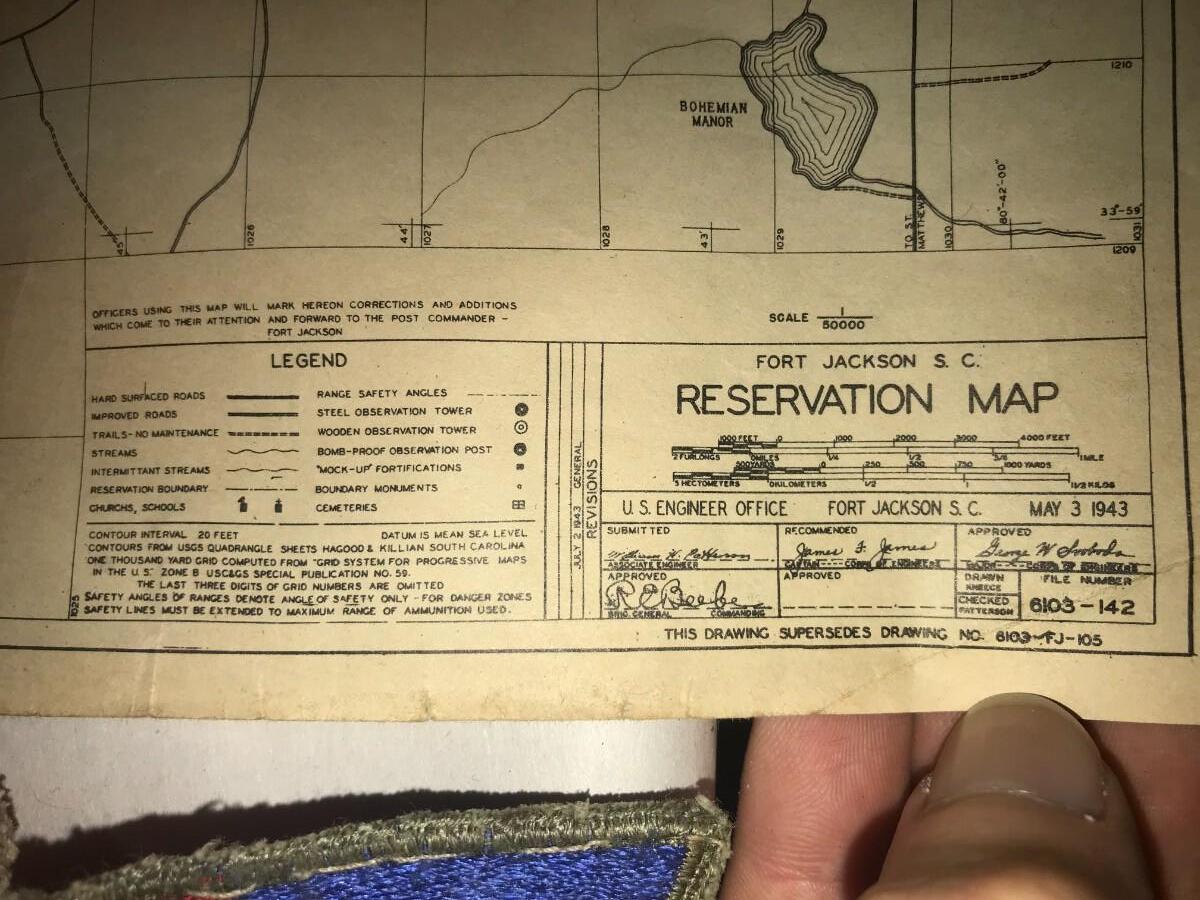 1210
BOHEMIAN
MANOR
80°-42'-00"
33°-59'
45'
1026
44'
1027
1028
43'
1029
TO ST.
MATTHEWS
1030
1031
1209
OFFICERS USING THIS MAP WILL MARK HEREON CORRECTIONS AND ADDITIONS
WHICH COME TO THEIR ATTENTION AND FORWARD TO THE POST COMMANDER -
FORT JACKSON
SCALE 1/50000
LEGEND
HARD SURFACED ROADS
IMPROVED ROADS
TRAILS-NO MAINTENANCE
STREAMS
INTERMITTANT STREAMS
RESERVATION BOUNDARY
CHURCHS, SCHOOLS
RANGE SAFETY ANGLES
STEEL OBSERVATION TOWER
WOODEN OBSERVATION TOWER
BOMB-PROOF OBSERVATION POST
"MOCK-UP" FORTIFICATIONS
BOUNDARY MONUMENTS
CEMETERIES
CONTOUR INTERVAL 20 FEET DATUM IS MEAN SEA LEVEL
CONTOURS FROM USGS QUADRANGLE SHEETS HAGOOD & KILLIAN SOUTH CAROLINA
ONE THOUSAND YARD GRID COMPUTED FROM "GRID SYSTEM FOR PROGRESSIVE MAPS
IN THE U.S." ZONE B USC&GS SPECIAL PUBLICATION NO. 59.
THE LAST THREE DIGITS OF GRID NUMBERS ARE OMITTED
SAFETY ANGLES OF RANGES DENOTE ANGLE OF SAFETY ONLY - FOR DANGER ZONES
SAFETY LINES MUST BE EXTENDED TO MAXIMUM RANGE OF AMMUNITION USED.
1025
JULY 2 1943 GENERAL
REVISIONS
FORT JACKSON S. C.
RESERVATION MAP
1000 FEET 0 1000 2000 3000 4000 FEET
2 FURLONGS 0 MILES 1/4 1/2 3/8 1 MILE
500 YARDS 0 250 500 750 1000 YARDS
5 HECTOMETERS 0 KILOMETERS 1/2 1 1 1/2 KILOS
U.S. ENGINEER OFFICE FORT JACKSON S.C. MAY 3 1943
SUBMITTED
ASSOCIATE ENGINEER
RECOMMENDED
James F. James
CAPTAIN CORPS OF ENGINEERS
APPROVED
George W Svoboda
MAJOR CORPS OF ENGINEERS
APPROVED
R E Beebe
BRIG. GENERAL COMMANDING
APPROVED
DRAWN
CHECKED
PATTERSON
FILE NUMBER
6103-142
THIS DRAWING SUPERSEDES DRAWING NO. 6103-FJ-105